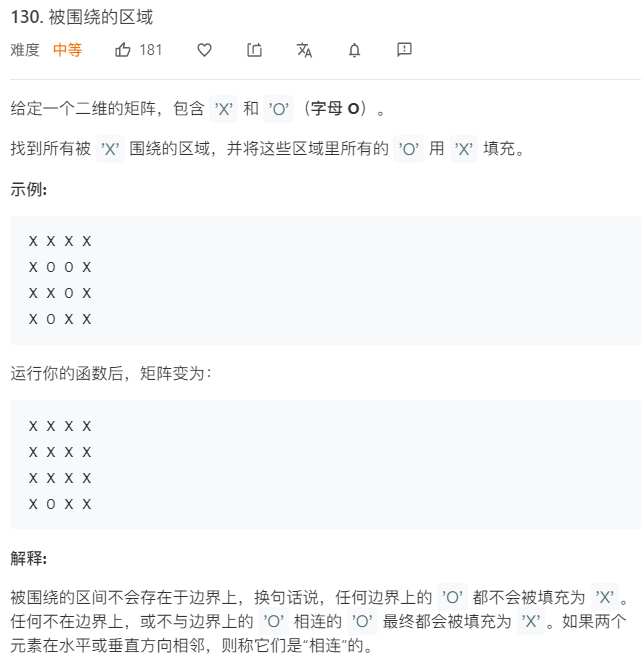 130. 被围绕的区域
难度 中等 181
给定一个二维的矩阵，包含 'X' 和 'O'（字母 O）。
找到所有被 'X' 围绕的区域，并将这些区域里所有的 'O' 用 'X' 填充。
示例:
X X X X
X O O X
X X O X
X O X X
运行你的函数后，矩阵变为：
X X X X
X X X X
X X X X
X O X X
解释:
被围绕的区间不会存在于边界上，换句话说，任何边界上的 'O' 都不会被填充为 'X'。
任何不在边界上，或不与边界上的 'O' 相连的 'O' 最终都会被填充为 'X'。如果两个
元素在水平或垂直方向相邻，则称它们是“相连”的。